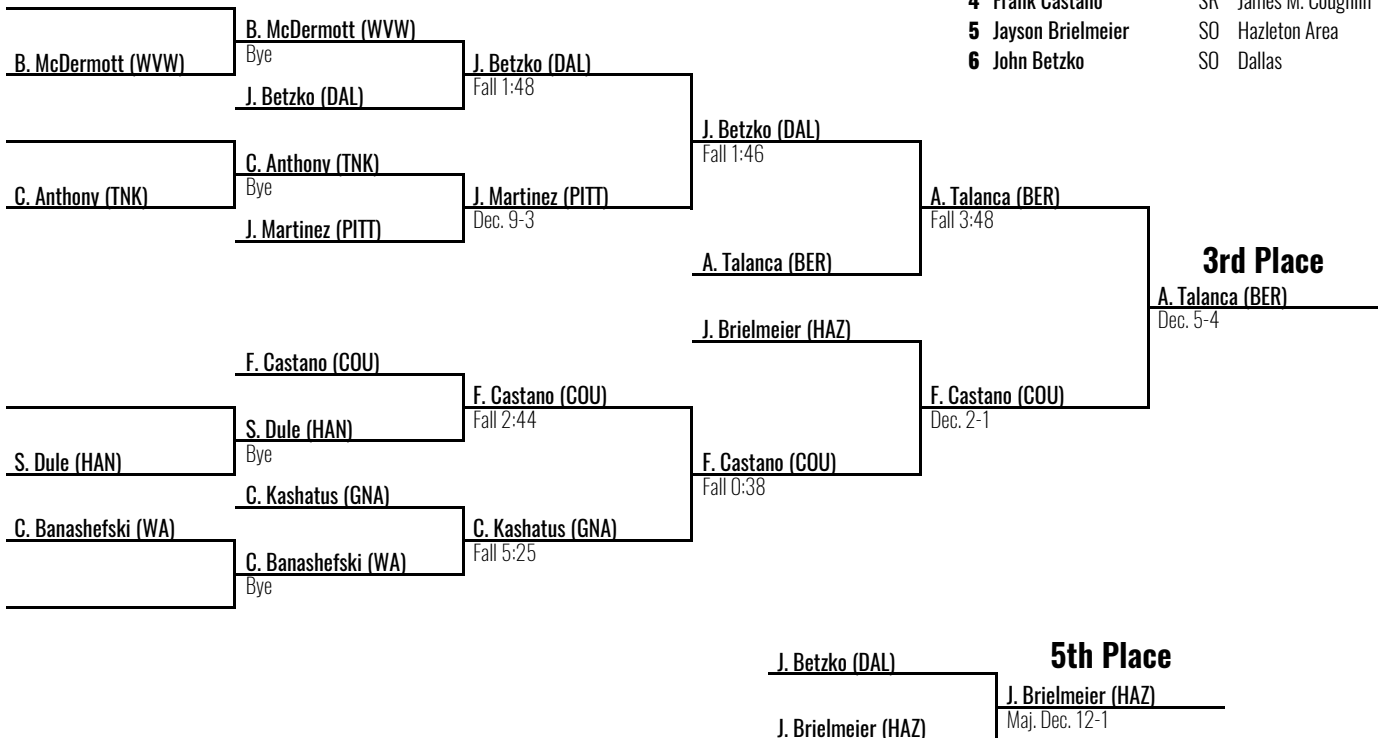 4 Frank Castano SR James M. Coughlin
5 Jayson Brielmeier SO Hazleton Area
6 John Betzko SO Dallas
B. McDermott (WVW)
B. McDermott (WVW)
Bye
J. Betzko (DAL)
J. Betzko (DAL)
Fall 1:48
C. Anthony (TNK)
C. Anthony (TNK)
Bye
J. Martinez (PITT)
J. Martinez (PITT)
Dec. 9-3
J. Betzko (DAL)
Fall 1:46
A. Talanca (BER)
A. Talanca (BER)
Fall 3:48
3rd Place
A. Talanca (BER)
Dec. 5-4
J. Brielmeier (HAZ)
F. Castano (COU)
F. Castano (COU)
Fall 2:44
F. Castano (COU)
Dec. 2-1
S. Dule (HAN)
Bye
S. Dule (HAN)
F. Castano (COU)
Fall 0:38
C. Kashatus (GNA)
C. Banashefski (WA)
C. Kashatus (GNA)
Fall 5:25
C. Banashefski (WA)
Bye
5th Place
J. Betzko (DAL)
J. Brielmeier (HAZ)
Maj. Dec. 12-1
J. Brielmeier (HAZ)